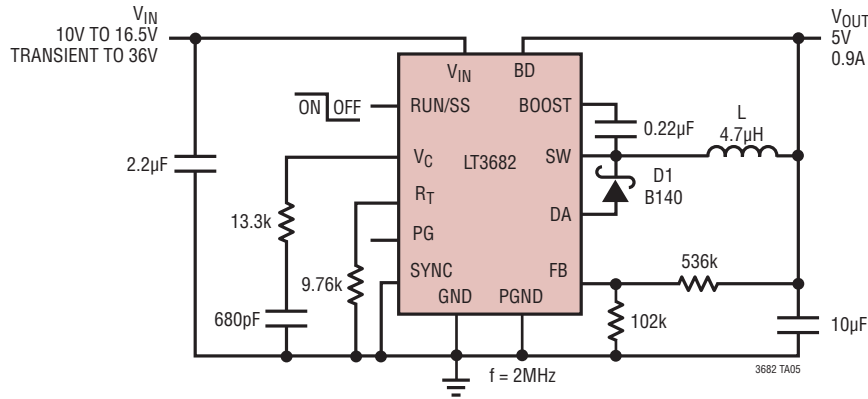 VIN
10V TO 16.5V
TRANSIENT TO 36V
VOUT
5V
0.9A
VIN
BD
ON OFF
RUN/SS
BOOST
0.22µF
L
4.7µH
2.2µF
VC
LT3682
SW
D1
B140
RT
DA
13.3k
PG
536k
9.76k
SYNC
FB
GND
PGND
680pF
102k
10µF
f = 2MHz
3682 TA05